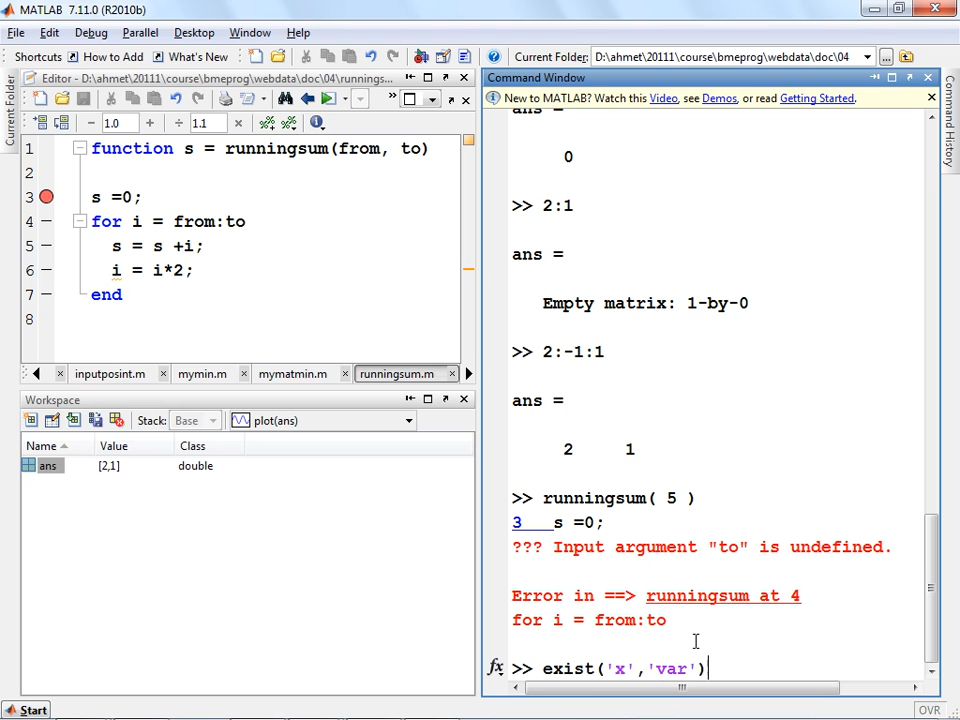 MATLAB 7.11.0 (R2010b)
File Edit Debug Parallel Desktop Window Help
Shortcuts How to Add What's New Current Folder: D:\ahmet\20111\course\bmeprog\webdata\doc\04
Editor - D:\ahmet\20111\course\bmeprog\webdata\doc\04\runnings...
1.0 1.1
1 function s = runningsum(from, to)
2
3 s =0;
4 for i = from:to
5 s = s +i;
6 i = i*2;
7 end
8
inputposint.m mymin.m mymatmin.m runningsum.m
Workspace
Stack: Base plot(ans)
Name Value Class
ans [2,1] double
Current Folder
Command Window
New to MATLAB? Watch this Video, see Demos, or read Getting Started.
ans =
0
>> 2:1
ans =
Empty matrix: 1-by-0
>> 2:-1:1
ans =
2 1
>> runningsum( 5 )
3 s =0;
??? Input argument "to" is undefined.
Error in ==> runningsum at 4
for i = from:to
fx >> exist('x','var')
Command History
Start OVR